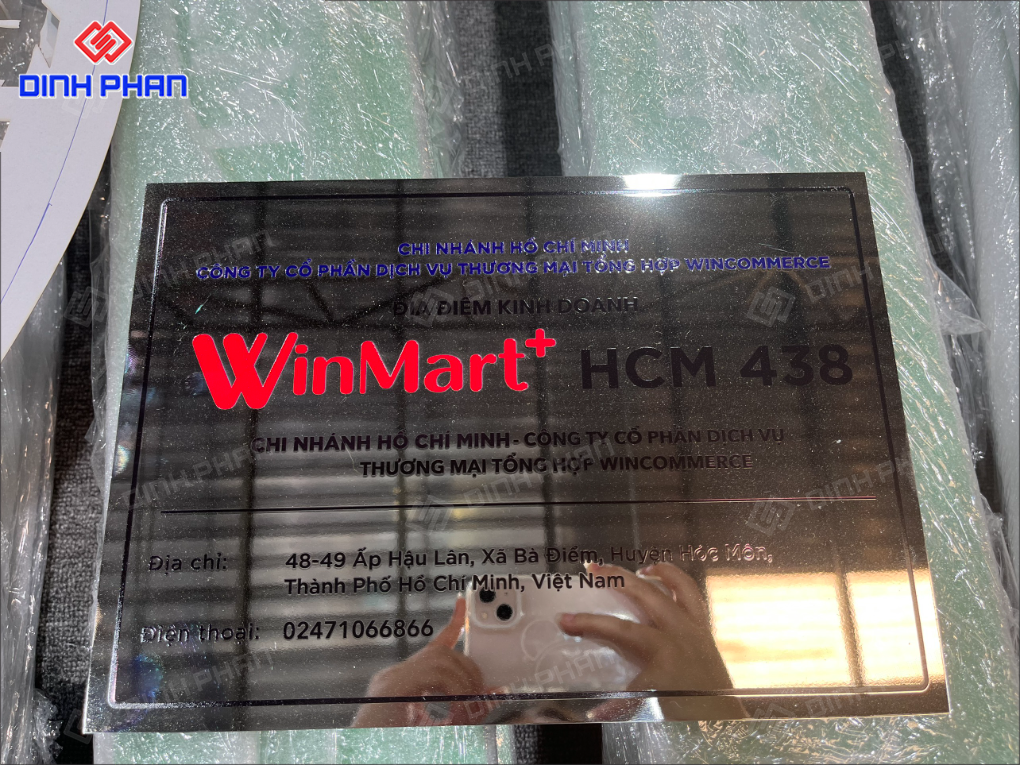 DINH PHAN
CHI NHÁNH HỒ CHÍ MINH
CÔNG TY CỔ PHẦN DỊCH VỤ THƯƠNG MẠI TỔNG HỢP WINCOMMERCE
ĐỊA ĐIỂM KINH DOANH
WinMart+ HCM 438
CHI NHÁNH HỒ CHÍ MINH - CÔNG TY CỔ PHẦN DỊCH VỤ
THƯƠNG MẠI TỔNG HỢP WINCOMMERCE
Địa chỉ: 48-49 Ấp Hậu Lân, Xã Bà Điểm, Huyện Hóc Môn,
Thành Phố Hồ Chí Minh, Việt Nam
Điện thoại: 02471066866